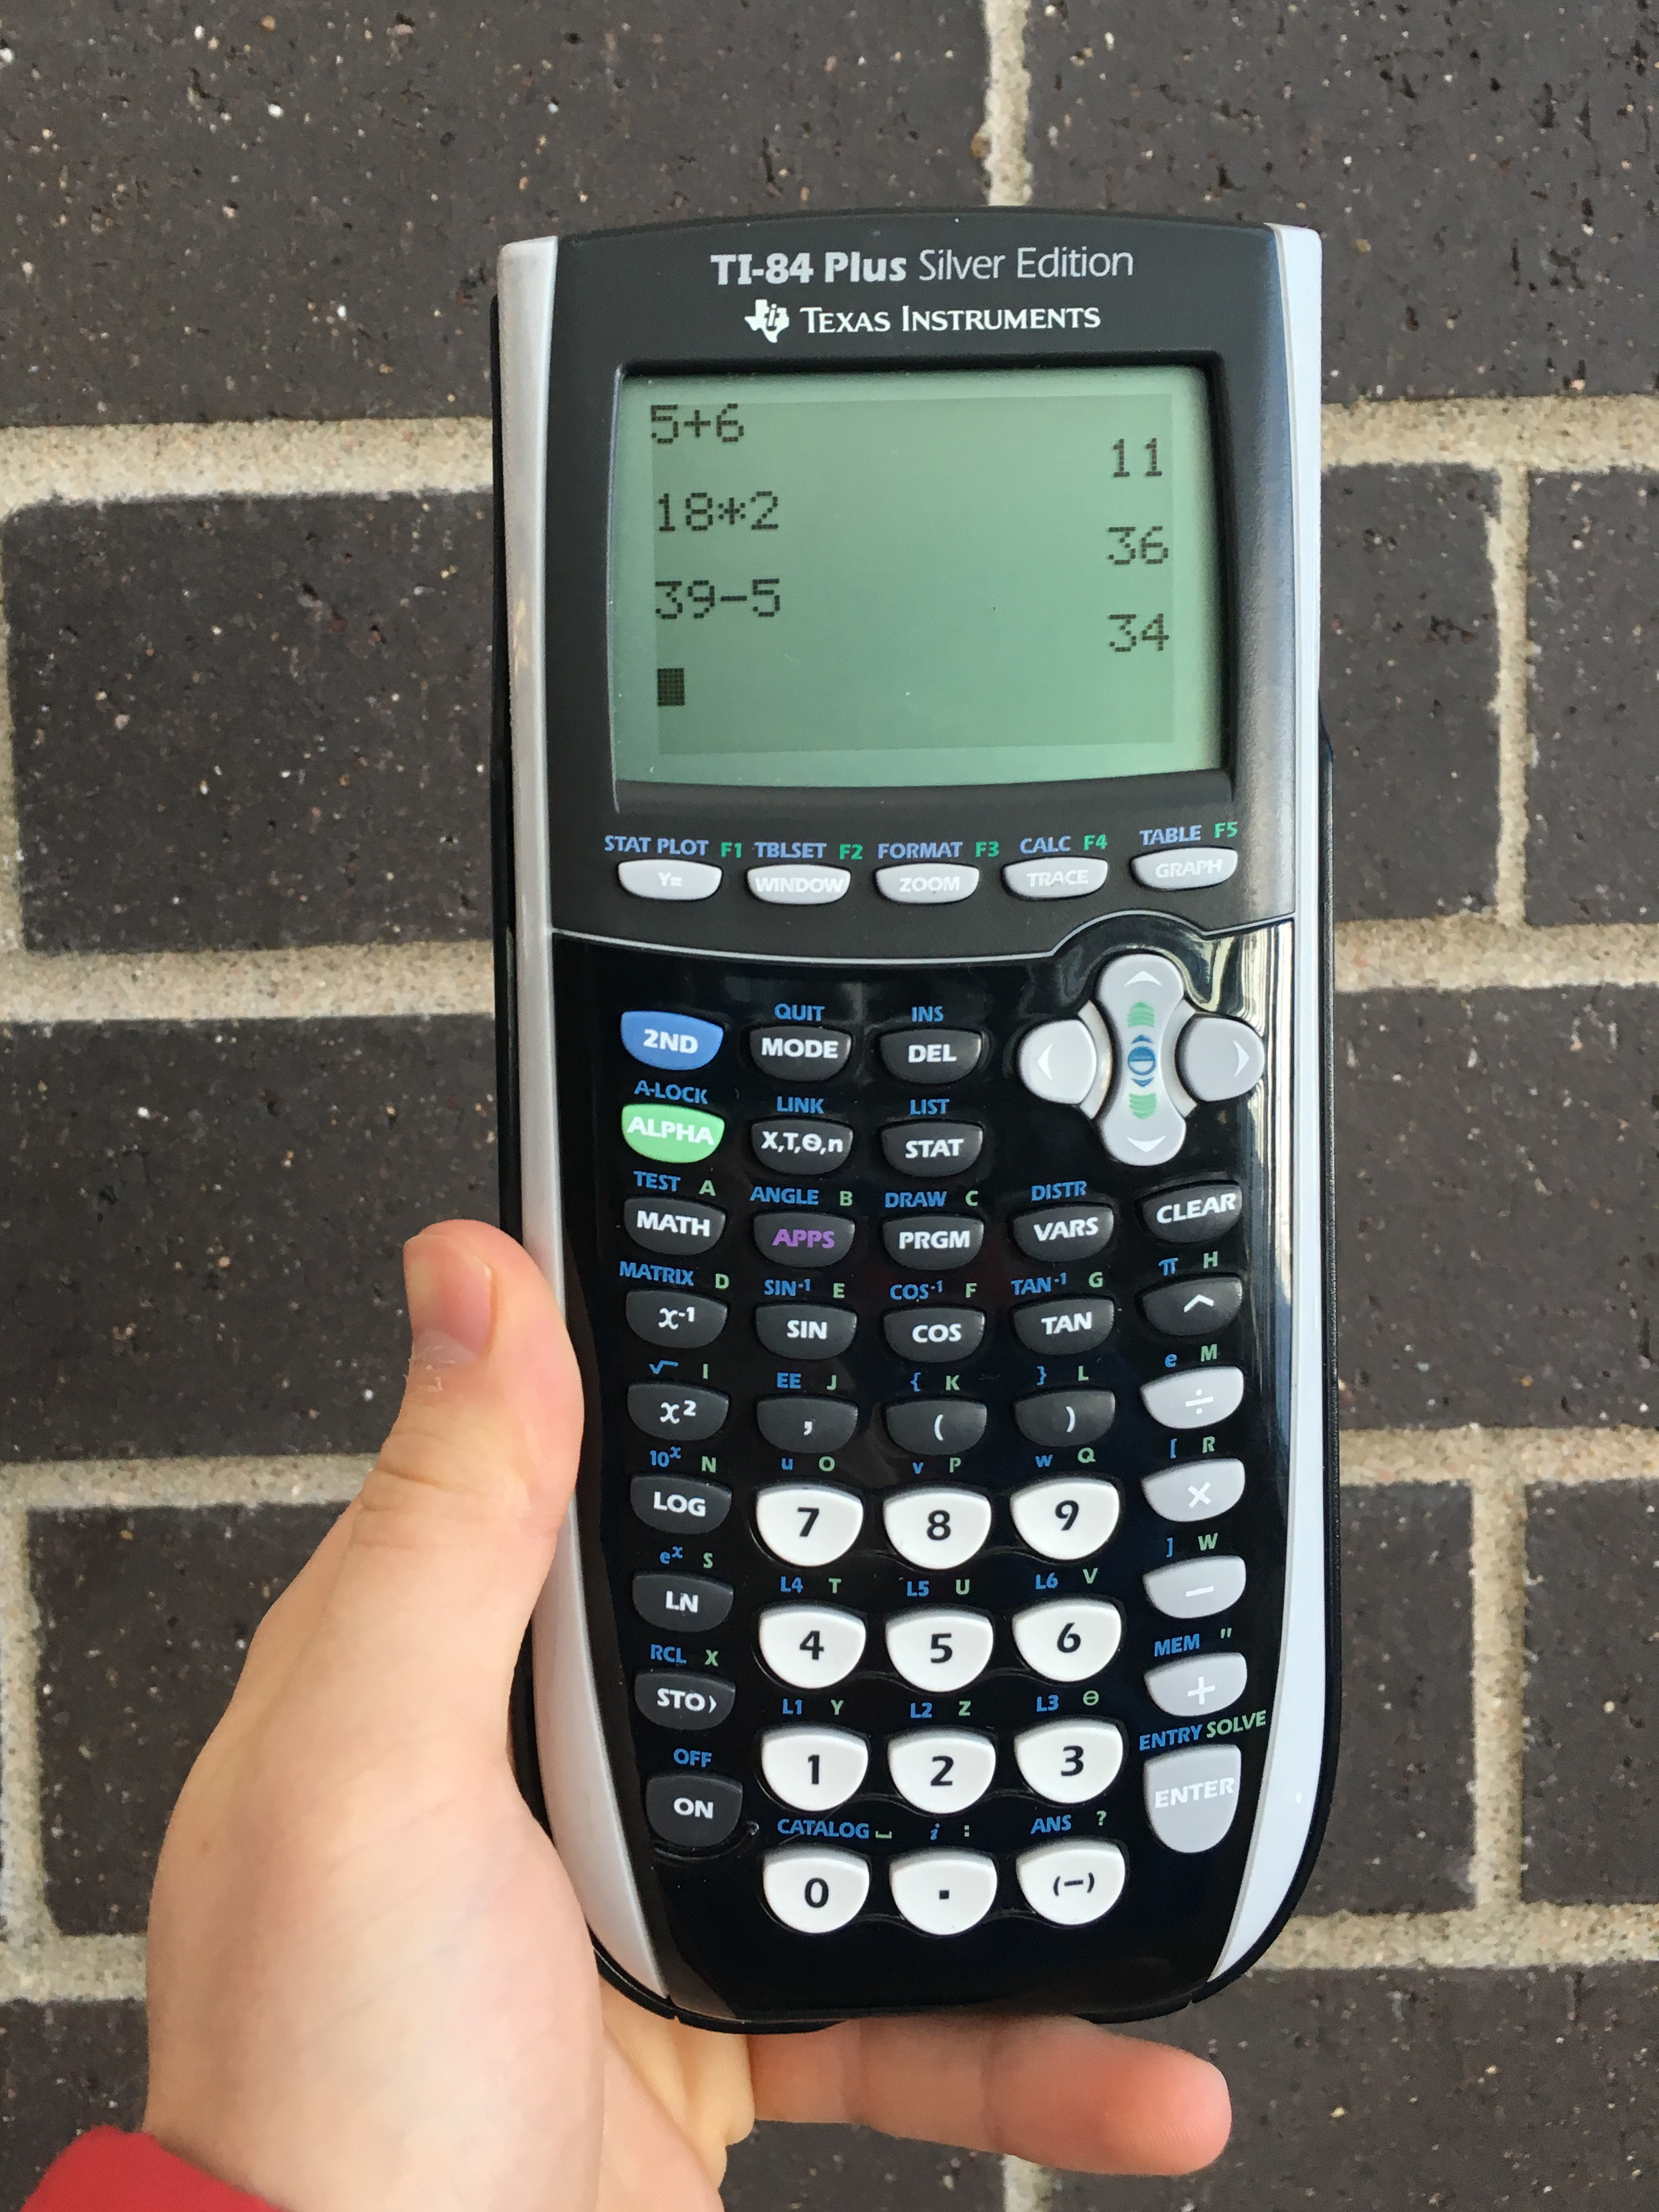 TI-84 Plus Silver Edition
TEXAS INSTRUMENTS
5+6
11
18*2
36
39-5
34
STAT PLOT F1 TBLSET F2 FORMAT F3 CALC F4 TABLE F5
Y= WINDOW ZOOM TRACE GRAPH
QUIT INS
2ND MODE DEL
A-LOCK LINK LIST
ALPHA X,T,Θ,n STAT
TEST A ANGLE B DRAW C DISTR
MATH APPS PRGM VARS CLEAR
MATRIX D SIN⁻¹ E COS⁻¹ F TAN⁻¹ G π H
x⁻¹ SIN COS TAN ^
√ I EE J { K } L e M
x² , ( ) ÷
10ˣ N u O v P w Q [ R
LOG 7 8 9 ×
eˣ S L4 T L5 U L6 V ] W
LN 4 5 6 −
RCL X L1 Y L2 Z L3 Θ MEM "
STO› 1 2 3 +
OFF CATALOG ⎵ i : ANS ? ENTRY SOLVE
ON 0 . (−) ENTER